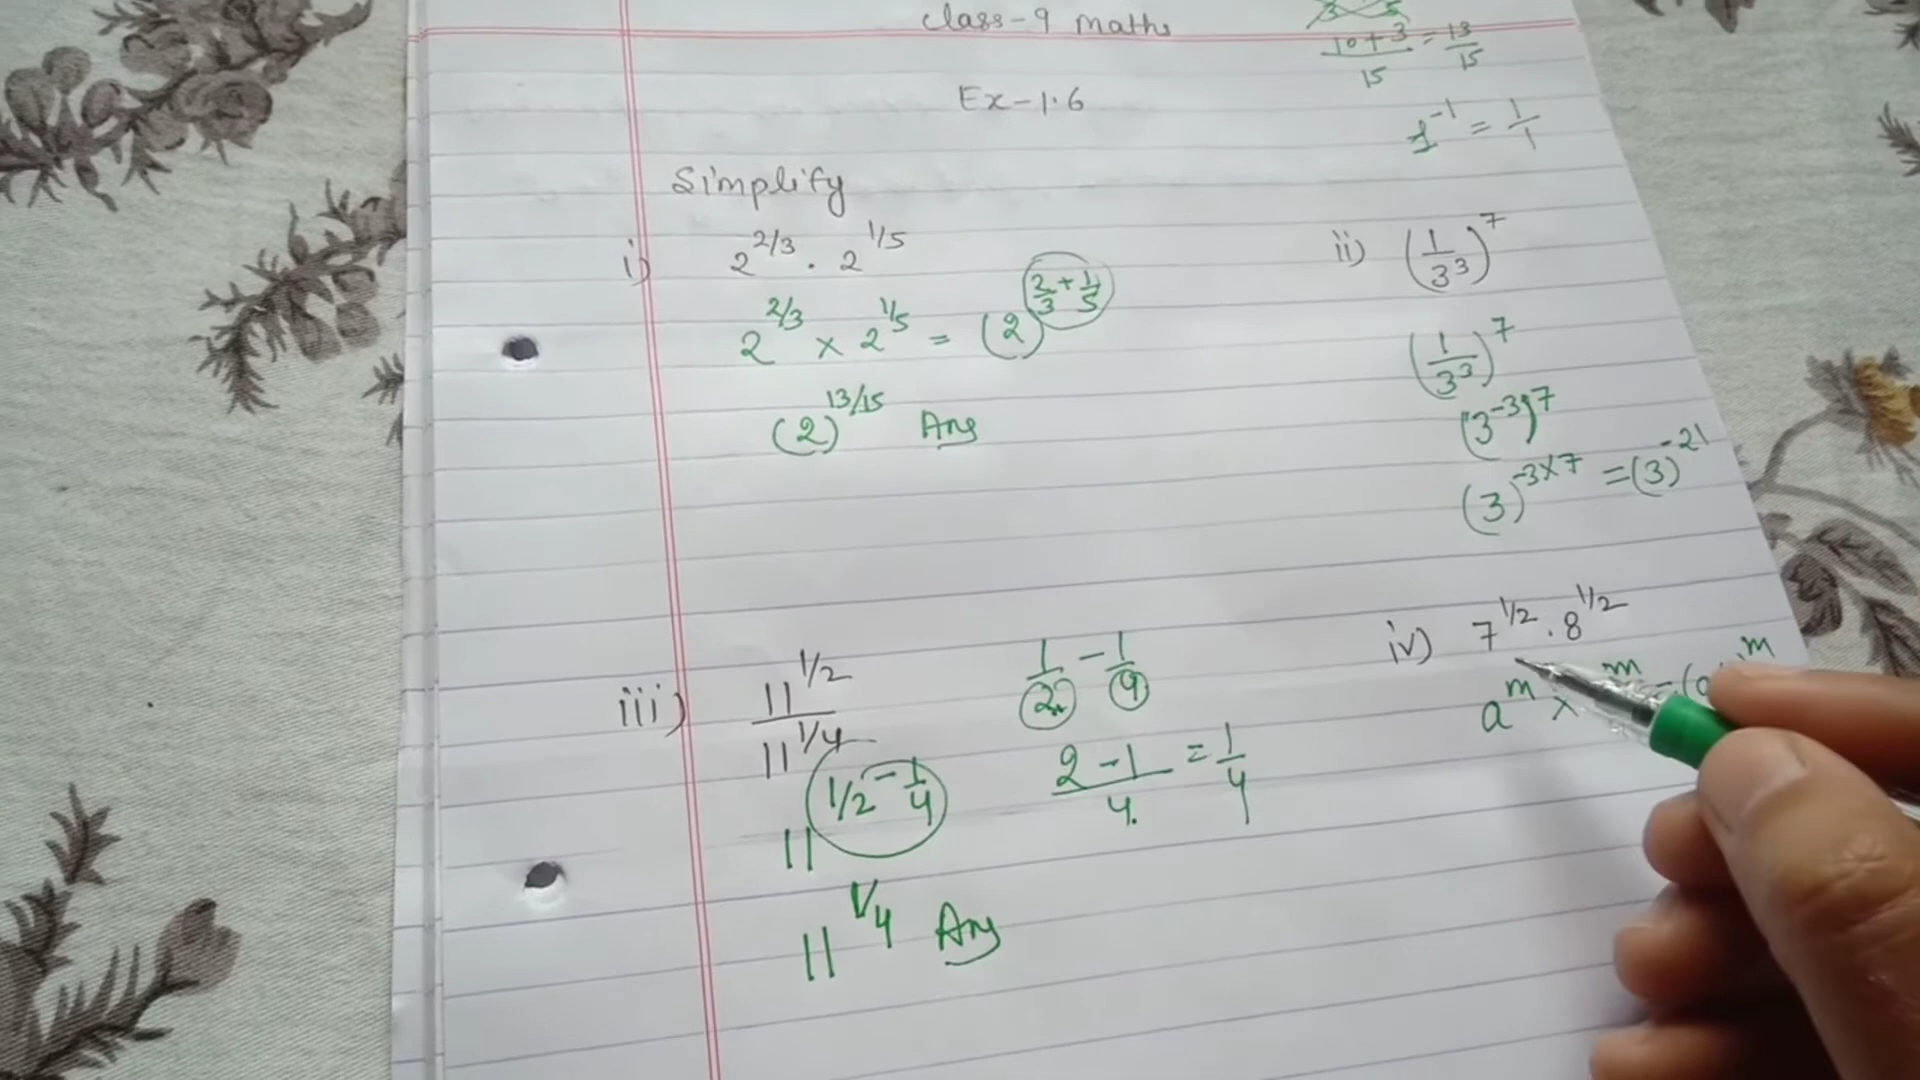 Class-9 Maths
3 5
10+3/15 = 13/15
1^-1 = 1/1
Ex-1.6
Simplify
i) 2^2/3 . 2^1/5
2^2/3 × 2^1/5 = (2)^2/3+1/5
(2)^13/15 Ans
ii) (1/3^3)^7
(1/3^3)^7
(3^-3)^7
(3)^-3×7 = (3)^-21
iii) 11^1/2 / 11^1/4
11^1/2-1/4
11^1/4 Ans
1/2 - 1/4
2-1/4 = 1/4
iv) 7^1/2 . 8^1/2
a^m × m = (a m